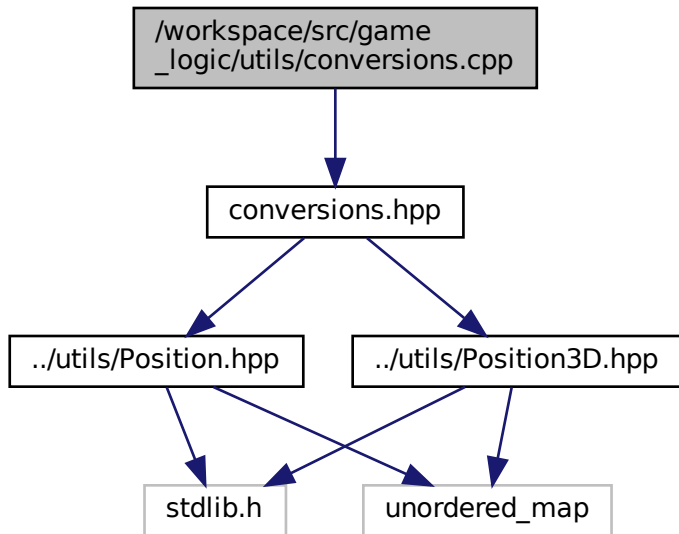 /workspace/src/game
_logic/utils/conversions.cpp
conversions.hpp
../utils/Position.hpp
../utils/Position3D.hpp
stdlib.h
unordered_map